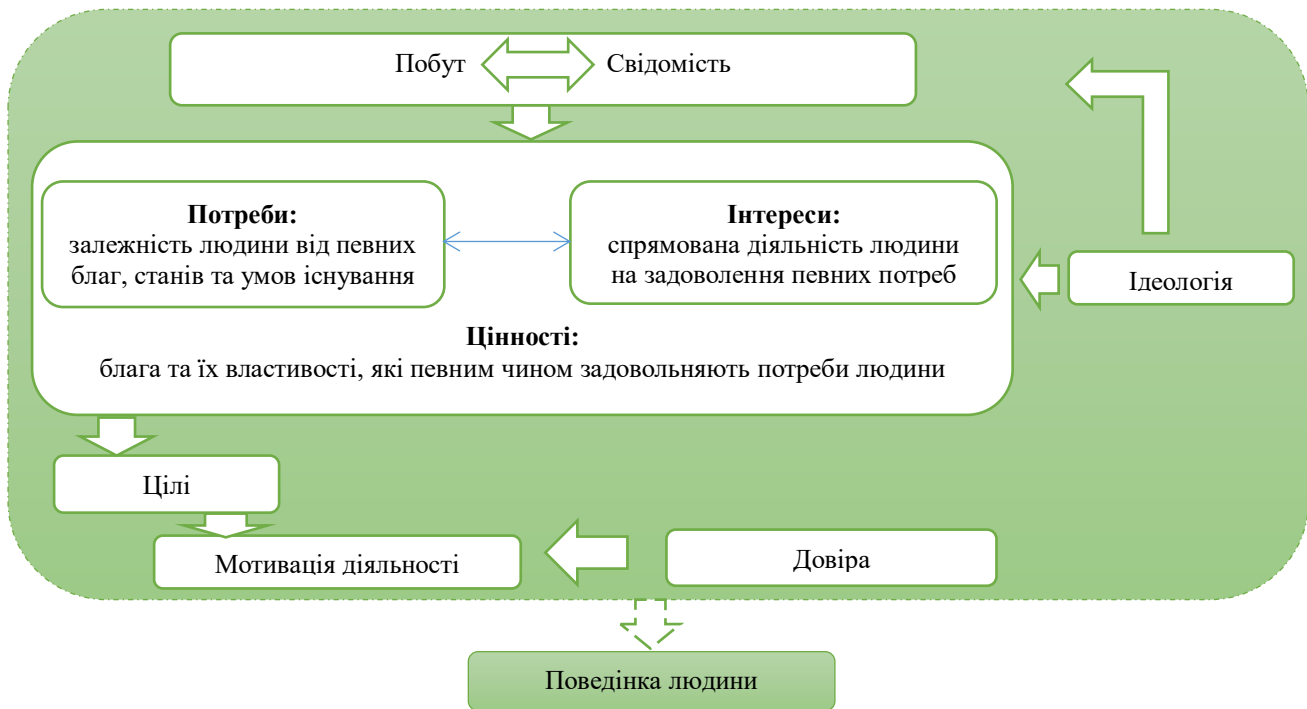 Побут Свідомість
Потреби:
залежність людини від певних
благ, станів та умов існування
Інтереси:
спрямована діяльність людини
на задоволення певних потреб
Ідеологія
Цінності:
блага та їх властивості, які певним чином задовольняють потреби людини
Цілі
Мотивація діяльності
Довіра
Поведінка людини